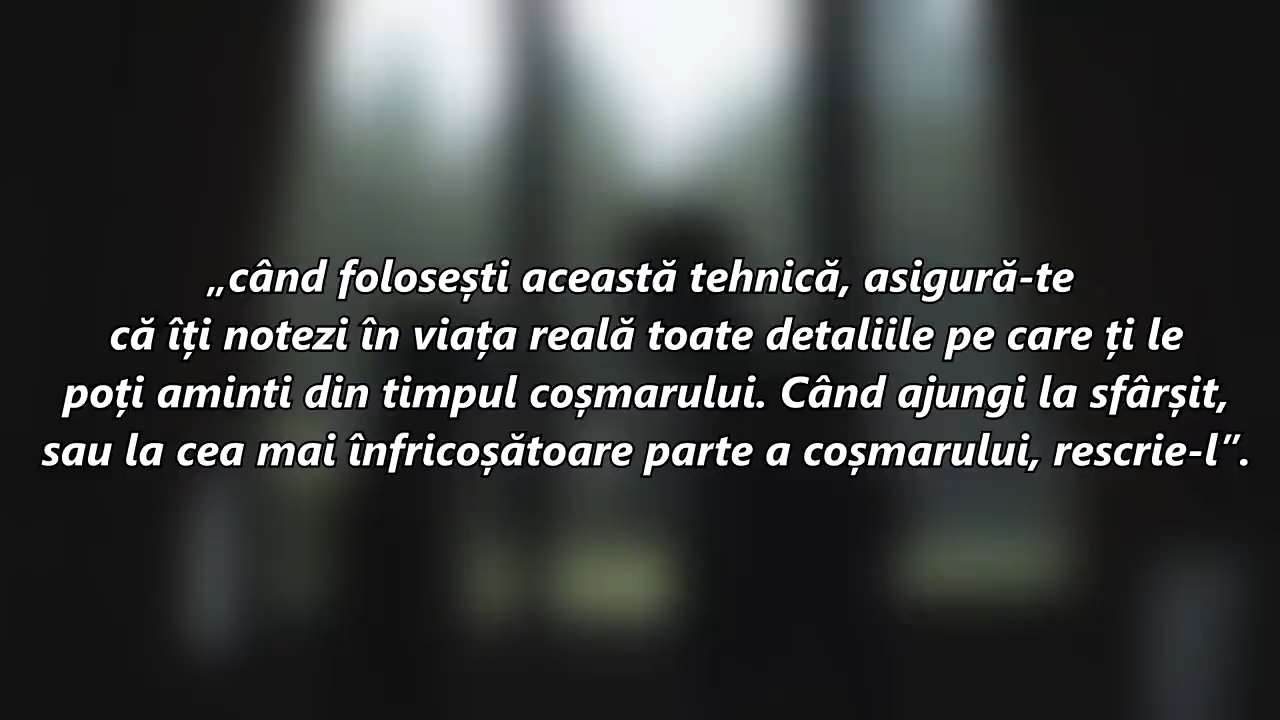 „când folosești această tehnică, asigură-te
că îți notezi în viața reală toate detaliile pe care ți le
poți aminti din timpul coșmarului. Când ajungi la sfârșit,
sau la cea mai înfricoșătoare parte a coșmarului, rescrie-l”.